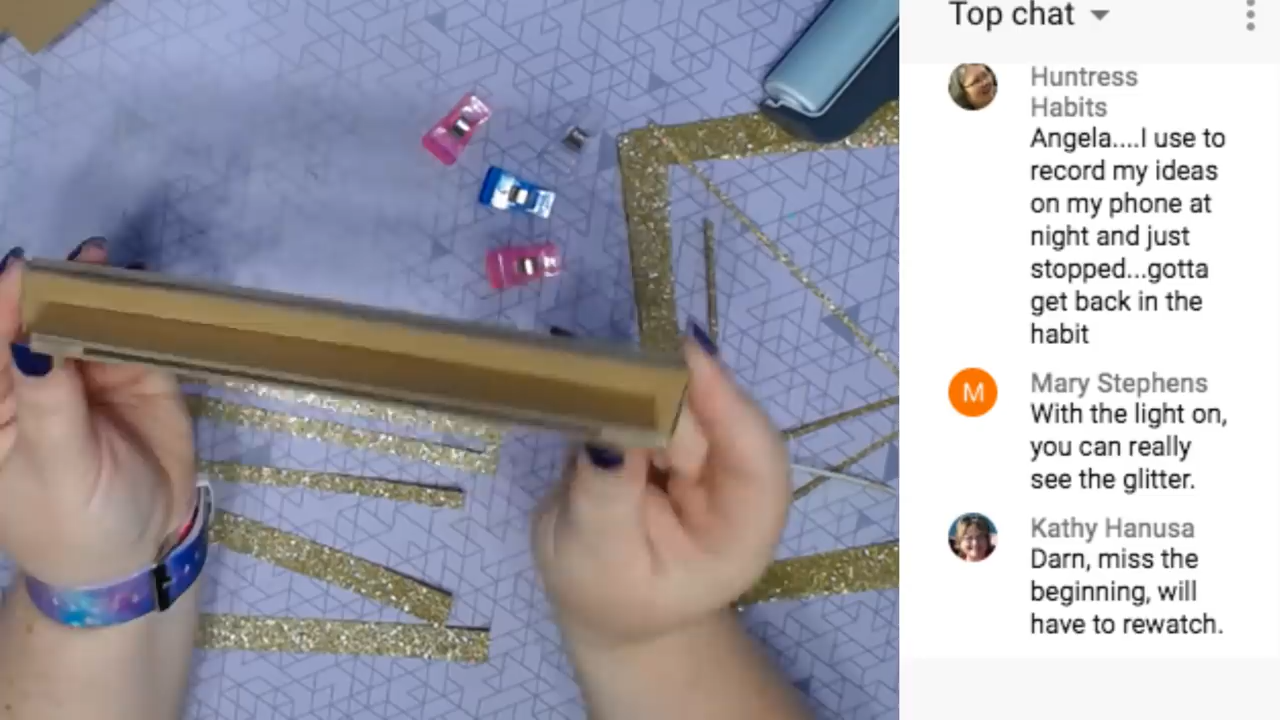 Top chat
Huntress
Habits
Angela....I use to
record my ideas
on my phone at
night and just
stopped...gotta
get back in the
habit
M
Mary Stephens
With the light on,
you can really
see the glitter.
Kathy Hanusa
Darn, miss the
beginning, will
have to rewatch.